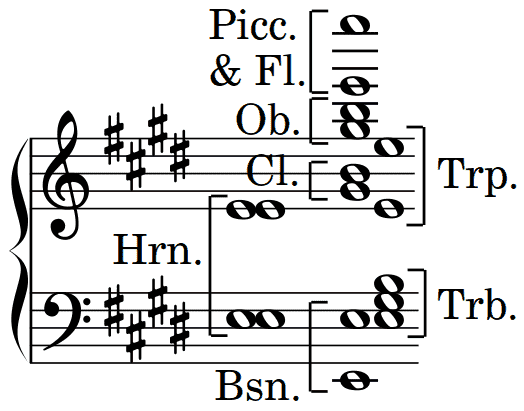 Picc.
& Fl.
Ob.
Cl.
Trp.
Hrn.
Trb.
Bsn.